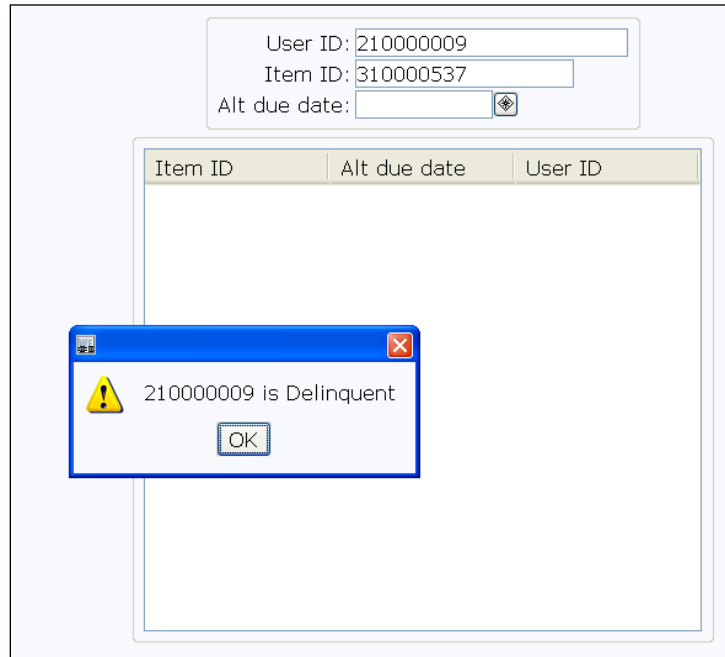 User ID: 210000009
Item ID: 310000537
Alt due date:
Item ID Alt due date User ID
210000009 is Delinquent
OK